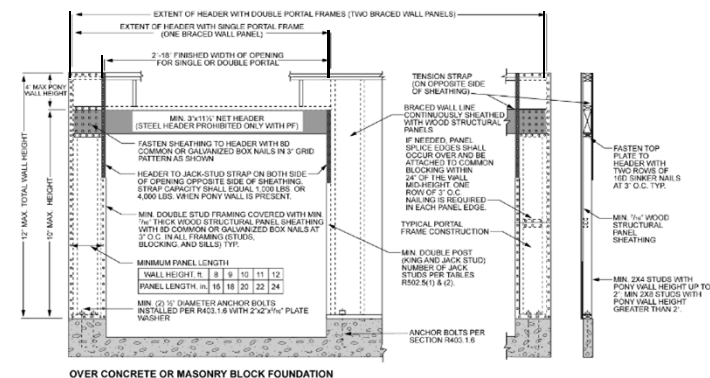 EXTENT OF HEADER WITH DOUBLE PORTAL FRAMES (TWO BRACED WALL PANELS)
EXTENT OF HEADER WITH SINGLE PORTAL FRAME
(ONE BRACED WALL PANEL)
2'-18' FINISHED WIDTH OF OPENING
FOR SINGLE OR DOUBLE PORTAL
4' MAX PONY
WALL HEIGHT
12' MAX. TOTAL WALL HEIGHT
10' MAX. HEIGHT
MIN. 3"x11½" NET HEADER
(STEEL HEADER PROHIBITED ONLY WITH PF)
FASTEN SHEATHING TO HEADER WITH 8D
COMMON OR GALVANIZED BOX NAILS IN 3" GRID
PATTERN AS SHOWN
HEADER TO JACK-STUD STRAP ON BOTH SIDE
OF OPENING OPPOSITE SIDE OF SHEATHING.
STRAP CAPACITY SHALL EQUAL 1,000 LBS. OR
4,000 LBS. WHEN PONY WALL IS PRESENT.
MIN. DOUBLE STUD FRAMING COVERED WITH MIN.
7/16" THICK WOOD STRUCTURAL PANEL SHEATHING
WITH 8D COMMON OR GALVANIZED BOX NAILS AT
3" O.C. IN ALL FRAMING (STUDS,
BLOCKING, AND SILLS) TYP.
MINIMUM PANEL LENGTH
WALL HEIGHT, ft. 8 9 10 11 12
PANEL LENGTH, in. 16 18 20 22 24
MIN. (2) ½" DIAMETER ANCHOR BOLTS
INSTALLED PER R403.1.6 WITH 2"x2"x3/16" PLATE
WASHER
TENSION STRAP
(ON OPPOSITE SIDE
OF SHEATHING)
BRACED WALL LINE
CONTINUOUSLY SHEATHED
WITH WOOD STRUCTURAL
PANELS
IF NEEDED, PANEL
SPLICE EDGES SHALL
OCCUR OVER AND BE
ATTACHED TO COMMON
BLOCKING WITHIN
24" OF THE WALL
MID-HEIGHT. ONE
ROW OF 3" O.C.
NAILING IS REQUIRED
IN EACH PANEL EDGE.
TYPICAL PORTAL
FRAME CONSTRUCTION
MIN. DOUBLE POST
(KING AND JACK STUD)
NUMBER OF JACK
STUDS PER TABLES
R502.5(1) & (2).
ANCHOR BOLTS PER
SECTION R403.1.6
FASTEN TOP
PLATE TO
HEADER WITH
TWO ROWS OF
16D SINKER NAILS
AT 3" O.C. TYP.
MIN. 7/16" WOOD
STRUCTURAL
PANEL
SHEATHING
MIN. 2X4 STUDS WITH
PONY WALL HEIGHT UP TO
2'; MIN 2X6 STUDS WITH
PONY WALL HEIGHT
GREATER THAN 2'.
OVER CONCRETE OR MASONRY BLOCK FOUNDATION